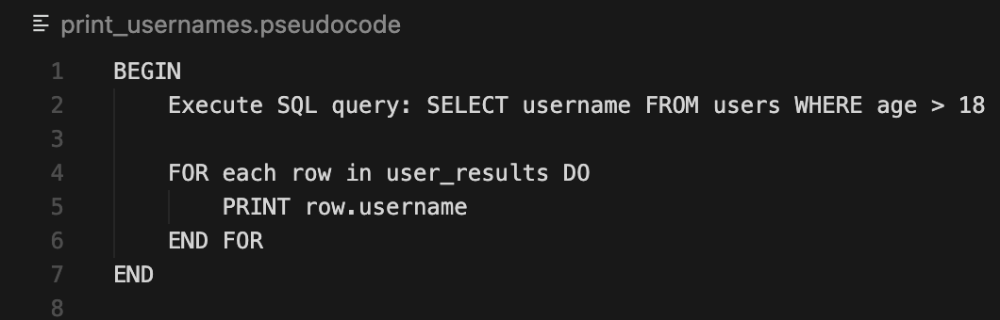 print_usernames.pseudocode
1 BEGIN
2 Execute SQL query: SELECT username FROM users WHERE age > 18
3
4 FOR each row in user_results DO
5 PRINT row.username
6 END FOR
7 END
8